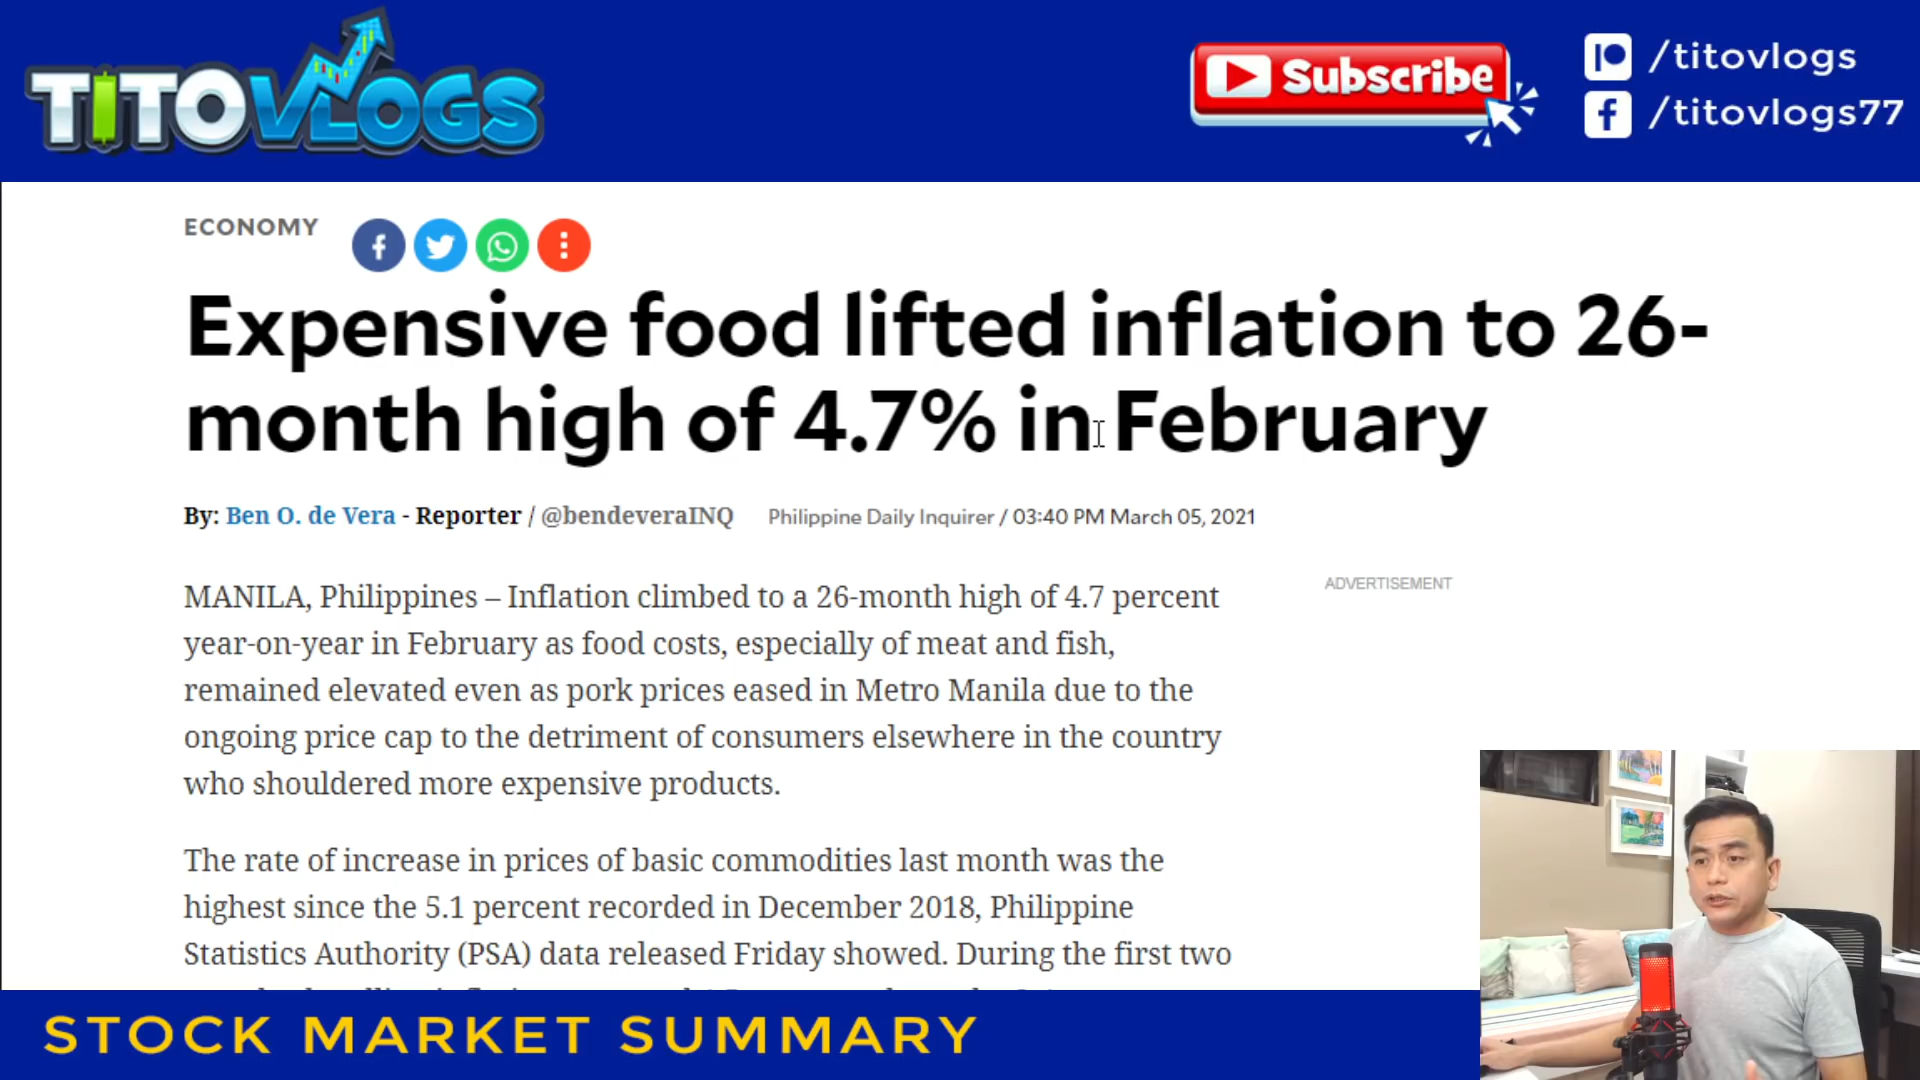 TITOVLOGS
Subscribe
/titovlogs
/titovlogs77
ECONOMY
Expensive food lifted inflation to 26-
month high of 4.7% in February
By: Ben O. de Vera - Reporter / @bendeveraINQ Philippine Daily Inquirer / 03:40 PM March 05, 2021
MANILA, Philippines – Inflation climbed to a 26-month high of 4.7 percent
year-on-year in February as food costs, especially of meat and fish,
remained elevated even as pork prices eased in Metro Manila due to the
ongoing price cap to the detriment of consumers elsewhere in the country
who shouldered more expensive products.
ADVERTISEMENT
The rate of increase in prices of basic commodities last month was the
highest since the 5.1 percent recorded in December 2018, Philippine
Statistics Authority (PSA) data released Friday showed. During the first two
STOCK MARKET SUMMARY